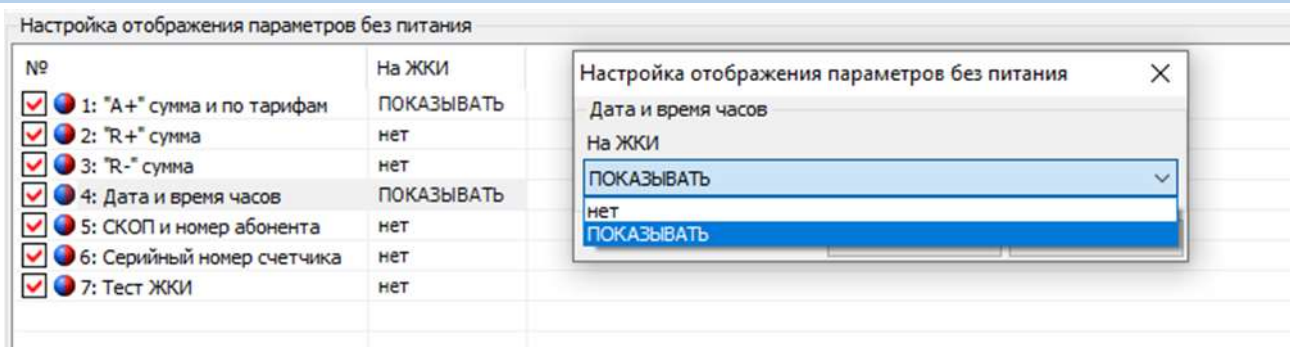 Настройка отображения параметров без питания
№ На ЖКИ
1: "A+" сумма и по тарифам ПОКАЗЫВАТЬ
2: "R+" сумма нет
3: "R-" сумма нет
4: Дата и время часов ПОКАЗЫВАТЬ
5: СКОП и номер абонента нет
6: Серийный номер счетчика нет
7: Тест ЖКИ нет
Настройка отображения параметров без питания
Дата и время часов
На ЖКИ
ПОКАЗЫВАТЬ
нет
ПОКАЗЫВАТЬ